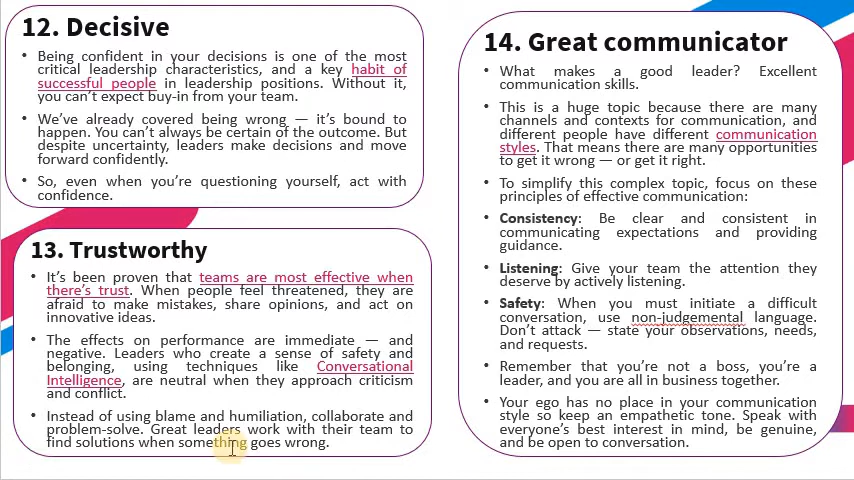 12. Decisive
• Being confident in your decisions is one of the most
critical leadership characteristics, and a key habit of
successful people in leadership positions. Without it,
you can't expect buy-in from your team.
• We've already covered being wrong — it's bound to
happen. You can't always be certain of the outcome. But
despite uncertainty, leaders make decisions and move
forward confidently.
• So, even when you're questioning yourself, act with
confidence.
13. Trustworthy
• It's been proven that teams are most effective when
there's trust. When people feel threatened, they are
afraid to make mistakes, share opinions, and act on
innovative ideas.
• The effects on performance are immediate — and
negative. Leaders who create a sense of safety and
belonging, using techniques like Conversational
Intelligence, are neutral when they approach criticism
and conflict.
• Instead of using blame and humiliation, collaborate and
problem-solve. Great leaders work with their team to
find solutions when something goes wrong.
14. Great communicator
• What makes a good leader? Excellent
communication skills.
• This is a huge topic because there are many
channels and contexts for communication, and
different people have different communication
styles. That means there are many opportunities
to get it wrong — or get it right.
• To simplify this complex topic, focus on these
principles of effective communication:
• Consistency: Be clear and consistent in
communicating expectations and providing
guidance.
• Listening: Give your team the attention they
deserve by actively listening.
• Safety: When you must initiate a difficult
conversation, use non-judgemental language.
Don't attack — state your observations, needs,
and requests.
• Remember that you're not a boss, you're a
leader, and you are all in business together.
• Your ego has no place in your communication
style so keep an empathetic tone. Speak with
everyone's best interest in mind, be genuine,
and be open to conversation.